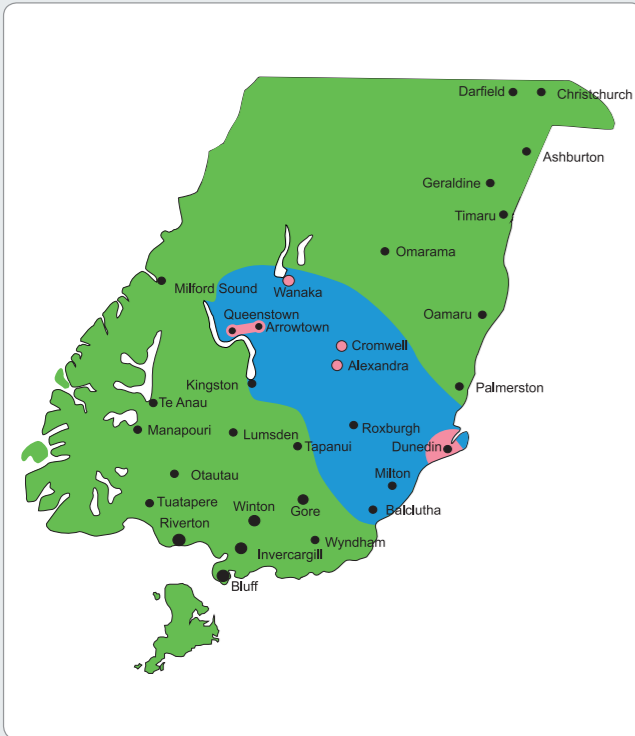 Darfield
Christchurch
Ashburton
Geraldine
Timaru
Omarama
Milford Sound
Wanaka
Queenstown
Arrowtown
Oamaru
Cromwell
Alexandra
Kingston
Palmerston
Te Anau
Manapouri
Lumsden
Roxburgh
Tapanui
Dunedin
Otautau
Milton
Tuatapere
Winton
Gore
Balclutha
Riverton
Wyndham
Invercargill
Bluff